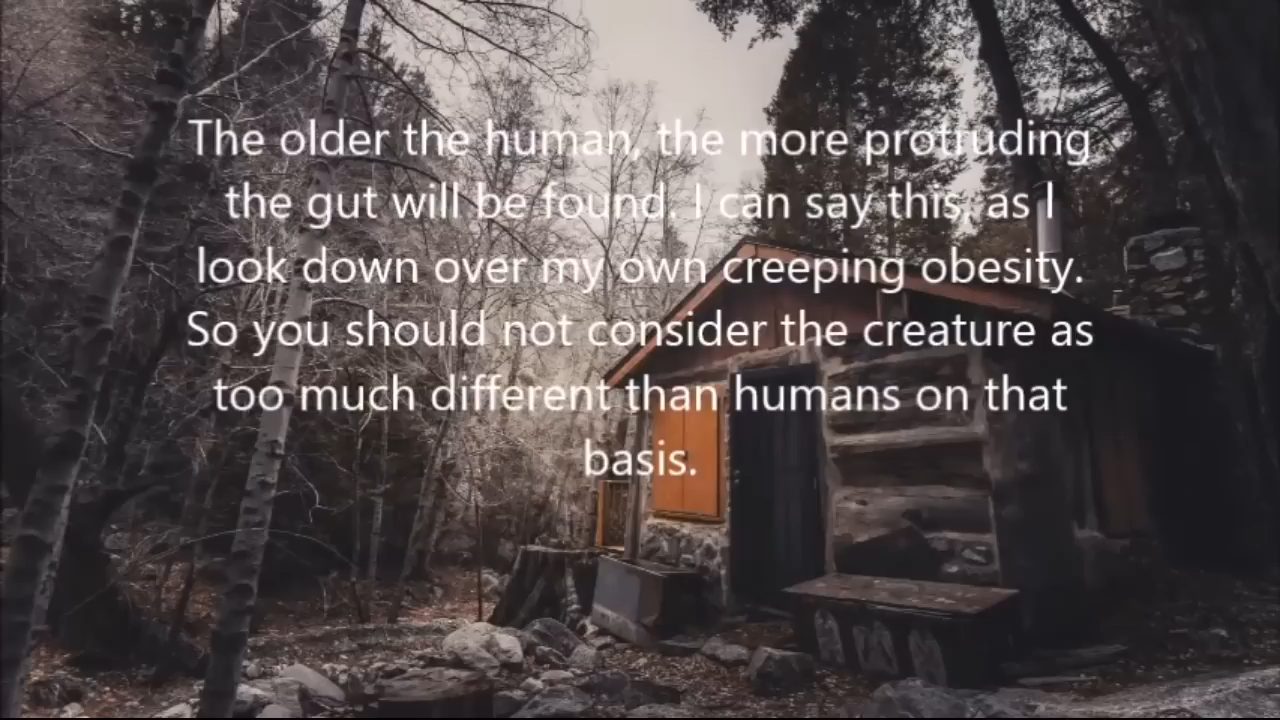 The older the human, the more protruding
the gut will be found. I can say this, as I
look down over my own creeping obesity.
So you should not consider the creature as
too much different than humans on that
basis.